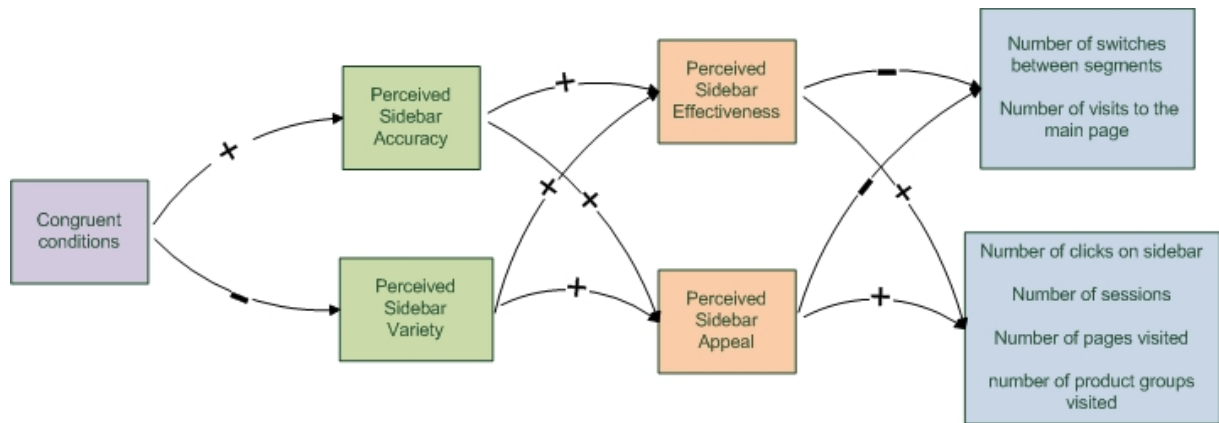 Congruent
conditions
Perceived
Sidebar
Accuracy
Perceived
Sidebar
Variety
Perceived
Sidebar
Effectiveness
Perceived
Sidebar
Appeal
Number of switches
between segments
Number of visits to the
main page
Number of clicks on sidebar
Number of sessions
Number of pages visited
number of product groups
visited